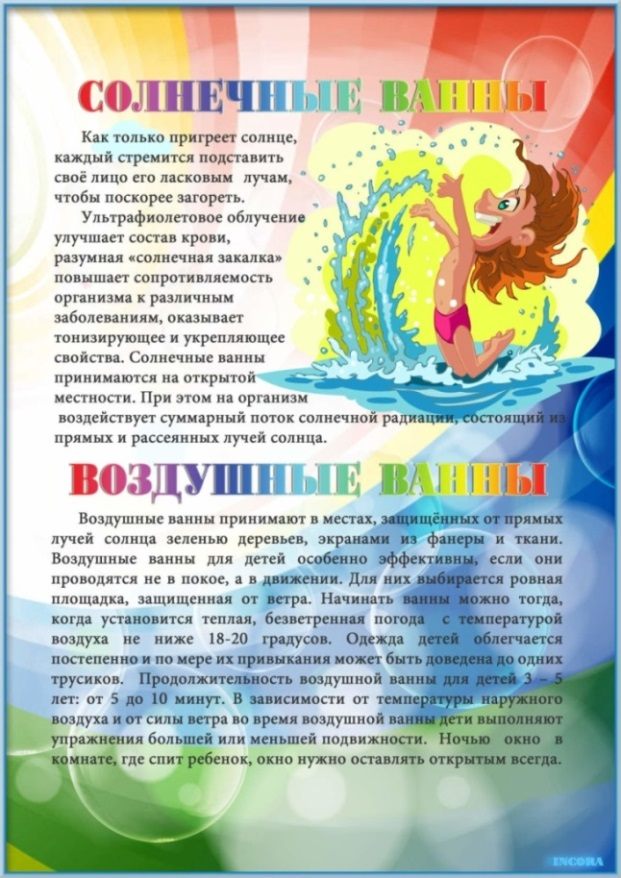 СОЛНЕЧНЫЕ ВАННЫ
Как только пригреет солнце,
каждый стремится подставить
своё лицо его ласковым лучам,
чтобы поскорее загореть.
Ультрафиолетовое облучение
улучшает состав крови,
разумная «солнечная закалка»
повышает сопротивляемость
организма к различным
заболеваниям, оказывает
тонизирующее и укрепляющее
свойства. Солнечные ванны
принимаются на открытой
местности. При этом на организм
воздействует суммарный поток солнечной радиации, состоящий из
прямых и рассеянных лучей солнца.
ВОЗДУШНЫЕ ВАННЫ
Воздушные ванны принимают в местах, защищённых от прямых
лучей солнца зеленью деревьев, экранами из фанеры и ткани.
Воздушные ванны для детей особенно эффективны, если они
проводятся не в покое, а в движении. Для них выбирается ровная
площадка, защищенная от ветра. Начинать ванны можно тогда,
когда установится теплая, безветренная погода с температурой
воздуха не ниже 18-20 градусов. Одежда детей облегчается
постепенно и по мере их привыкания может быть доведена до одних
трусиков. Продолжительность воздушной ванны для детей 3 – 5
лет: от 5 до 10 минут. В зависимости от температуры наружного
воздуха и от силы ветра во время воздушной ванны дети выполняют
упражнения большей или меньшей подвижности. Ночью окно в
комнате, где спит ребенок, окно нужно оставлять открытым всегда.
INCORA